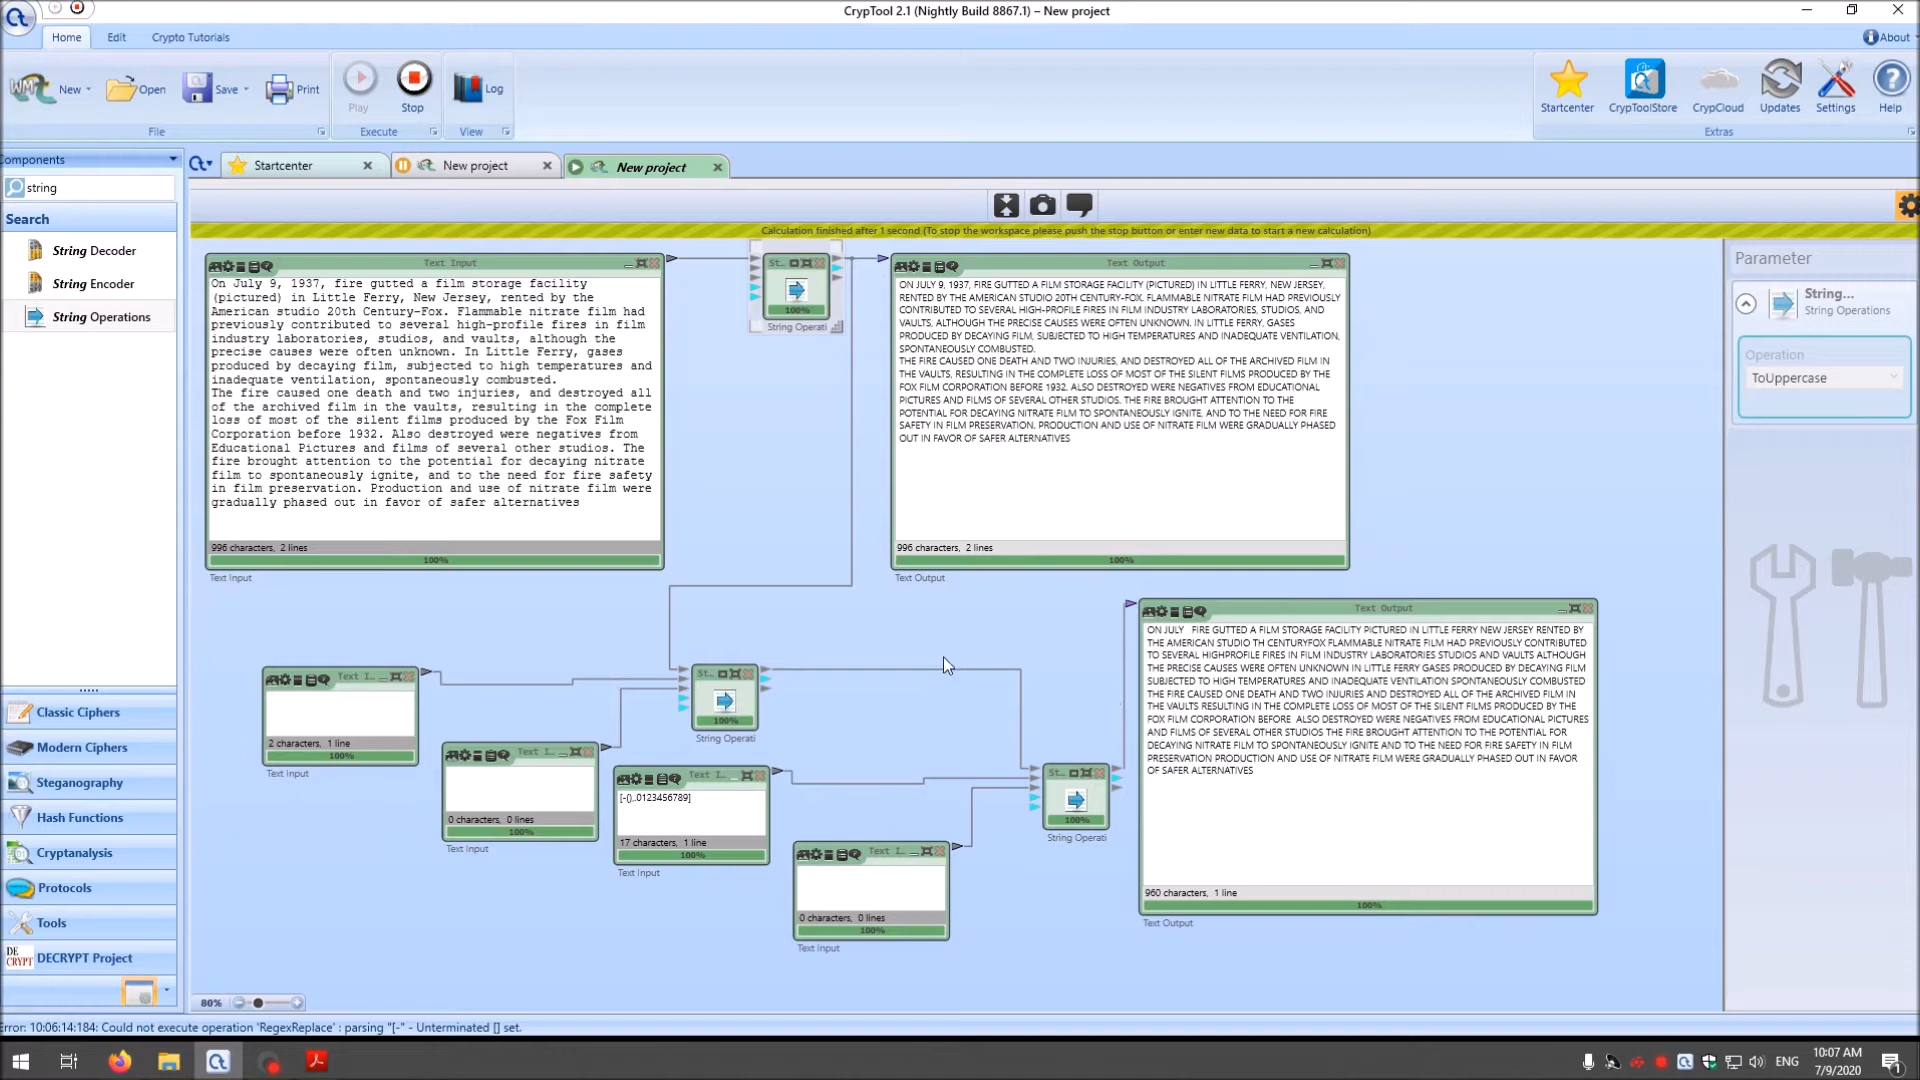 CrypTool 2.1 (Nightly Build 8867.1) – New project
Home
Edit
Crypto Tutorials
About
New
Open
Save
Print
Play
Stop
Log
Startcenter
CrypToolStore
CrypCloud
Updates
Settings
Help
File
Execute
View
Extras
Components
Startcenter
New project
New project
string
Search
String Decoder
String Encoder
String Operations
Calculation finished after 1 second (To stop the workspace please push the stop button or enter new data to start a new calculation)
Text Input
On July 9, 1937, fire gutted a film storage facility
(pictured) in Little Ferry, New Jersey, rented by the
American studio 20th Century-Fox. Flammable nitrate film had
previously contributed to several high-profile fires in film
industry laboratories, studios, and vaults, although the
precise causes were often unknown. In Little Ferry, gases
produced by decaying film, subjected to high temperatures and
inadequate ventilation, spontaneously combusted.
The fire caused one death and two injuries, and destroyed all
of the archived film in the vaults, resulting in the complete
loss of most of the silent films produced by the Fox Film
Corporation before 1932. Also destroyed were negatives from
Educational Pictures and films of several other studios. The
fire brought attention to the potential for decaying nitrate
film to spontaneously ignite, and to the need for fire safety
in film preservation. Production and use of nitrate film were
gradually phased out in favor of safer alternatives
996 characters, 2 lines
100%
Text Input
St..
100%
String Operati
Text Output
ON JULY 9, 1937, FIRE GUTTED A FILM STORAGE FACILITY (PICTURED) IN LITTLE FERRY, NEW JERSEY,
RENTED BY THE AMERICAN STUDIO 20TH CENTURY-FOX. FLAMMABLE NITRATE FILM HAD PREVIOUSLY
CONTRIBUTED TO SEVERAL HIGH-PROFILE FIRES IN FILM INDUSTRY LABORATORIES, STUDIOS, AND
VAULTS, ALTHOUGH THE PRECISE CAUSES WERE OFTEN UNKNOWN. IN LITTLE FERRY, GASES
PRODUCED BY DECAYING FILM, SUBJECTED TO HIGH TEMPERATURES AND INADEQUATE VENTILATION,
SPONTANEOUSLY COMBUSTED.
THE FIRE CAUSED ONE DEATH AND TWO INJURIES, AND DESTROYED ALL OF THE ARCHIVED FILM IN
THE VAULTS, RESULTING IN THE COMPLETE LOSS OF MOST OF THE SILENT FILMS PRODUCED BY THE
FOX FILM CORPORATION BEFORE 1932. ALSO DESTROYED WERE NEGATIVES FROM EDUCATIONAL
PICTURES AND FILMS OF SEVERAL OTHER STUDIOS. THE FIRE BROUGHT ATTENTION TO THE
POTENTIAL FOR DECAYING NITRATE FILM TO SPONTANEOUSLY IGNITE, AND TO THE NEED FOR FIRE
SAFETY IN FILM PRESERVATION. PRODUCTION AND USE OF NITRATE FILM WERE GRADUALLY PHASED
OUT IN FAVOR OF SAFER ALTERNATIVES
996 characters, 2 lines
100%
Text Output
Parameter
String...
String Operations
Operation
ToUppercase
Text I...
2 characters, 1 line
100%
Text Input
Text I...
0 characters, 0 lines
100%
Text Input
St..
100%
String Operati
Text I...
[-(),.0123456789]
17 characters, 1 line
100%
Text Input
Text I...
0 characters, 0 lines
100%
Text Input
St..
100%
String Operati
Text Output
ON JULY   FIRE GUTTED A FILM STORAGE FACILITY PICTURED IN LITTLE FERRY NEW JERSEY RENTED BY
THE AMERICAN STUDIO TH CENTURYFOX FLAMMABLE NITRATE FILM HAD PREVIOUSLY CONTRIBUTED
TO SEVERAL HIGHPROFILE FIRES IN FILM INDUSTRY LABORATORIES STUDIOS AND VAULTS ALTHOUGH
THE PRECISE CAUSES WERE OFTEN UNKNOWN IN LITTLE FERRY GASES PRODUCED BY DECAYING FILM
SUBJECTED TO HIGH TEMPERATURES AND INADEQUATE VENTILATION SPONTANEOUSLY COMBUSTED
THE FIRE CAUSED ONE DEATH AND TWO INJURIES AND DESTROYED ALL OF THE ARCHIVED FILM IN
THE VAULTS RESULTING IN THE COMPLETE LOSS OF MOST OF THE SILENT FILMS PRODUCED BY THE
FOX FILM CORPORATION BEFORE  ALSO DESTROYED WERE NEGATIVES FROM EDUCATIONAL PICTURES
AND FILMS OF SEVERAL OTHER STUDIOS THE FIRE BROUGHT ATTENTION TO THE POTENTIAL FOR
DECAYING NITRATE FILM TO SPONTANEOUSLY IGNITE AND TO THE NEED FOR FIRE SAFETY IN FILM
PRESERVATION PRODUCTION AND USE OF NITRATE FILM WERE GRADUALLY PHASED OUT IN FAVOR
OF SAFER ALTERNATIVES
960 characters, 1 line
100%
Text Output
Classic Ciphers
Modern Ciphers
Steganography
Hash Functions
Cryptanalysis
Protocols
Tools
DE
CRYPT
DECRYPT Project
80%
Error: 10:06:14:184: Could not execute operation 'RegexReplace' : parsing "[-" - Unterminated [] set.
ENG
10:07 AM
7/9/2020
1